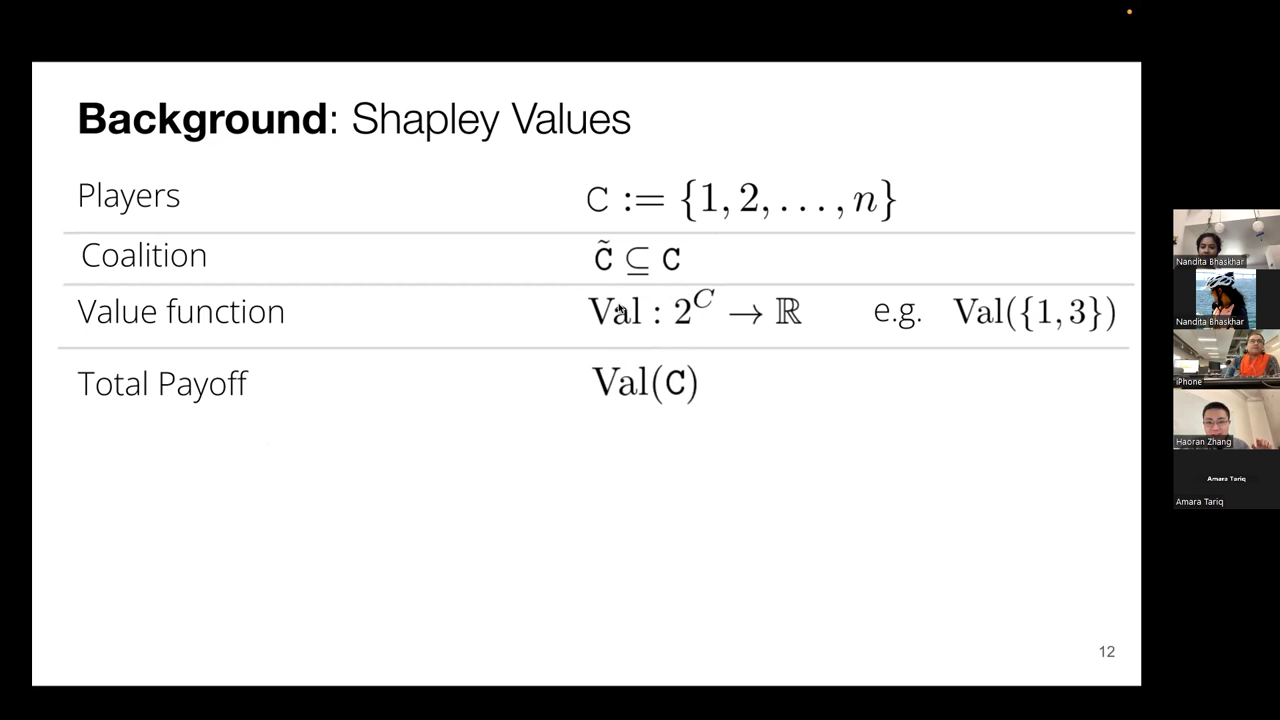 Background: Shapley Values
Players C := {1, 2, . . . , n}
Coalition C̃ ⊆ C
Value function Val : 2^C → ℝ e.g. Val({1, 3})
Total Payoff Val(C)
12
Nandita Bhaskhar
Nandita Bhaskhar
iPhone
Haoran Zhang
Amara Tariq
Amara Tariq